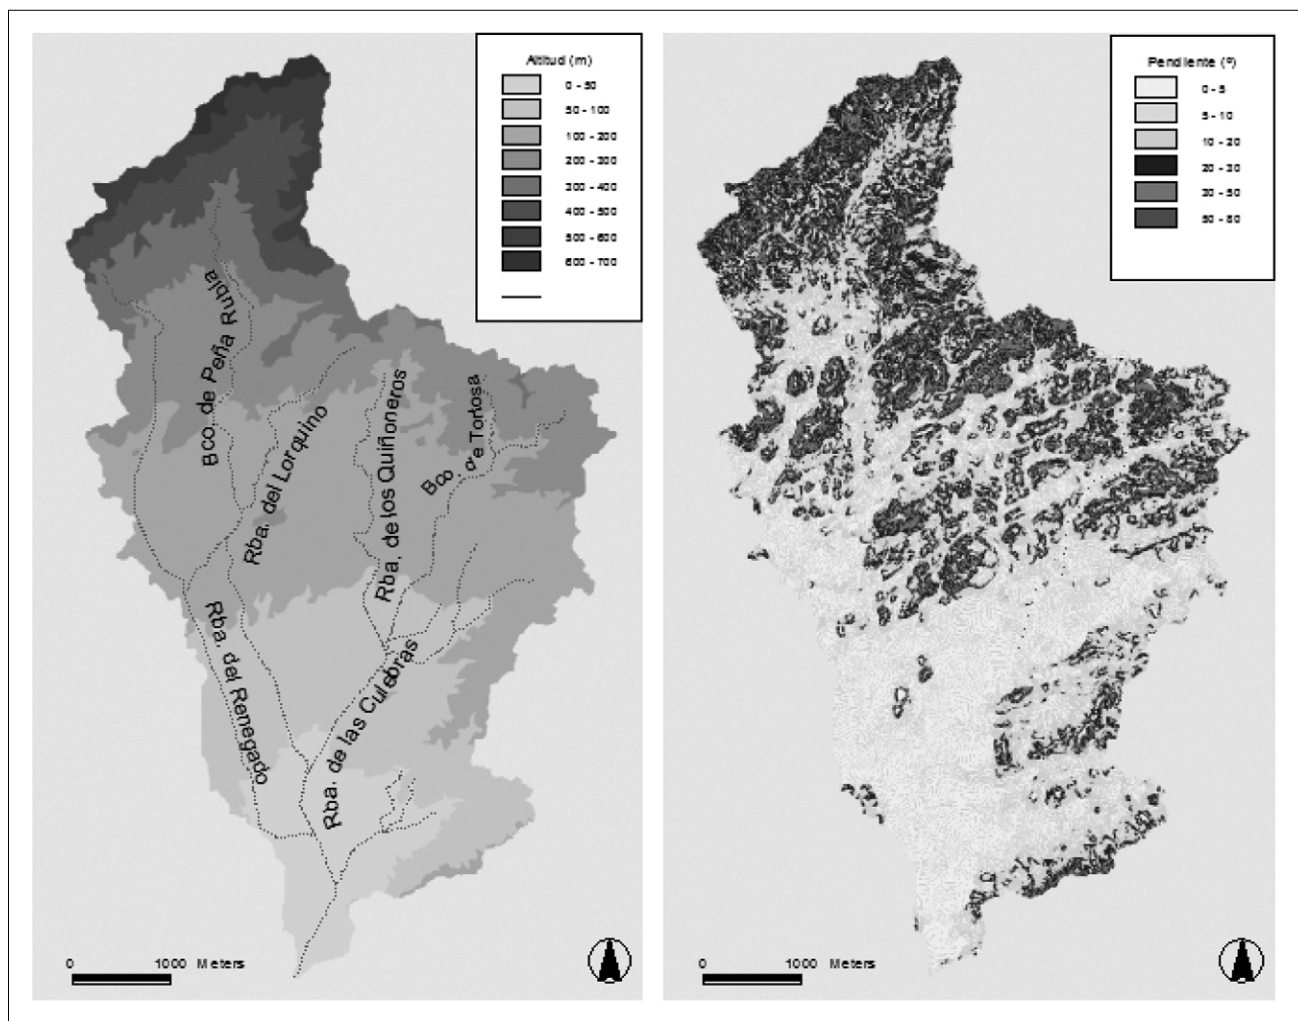 Altitud (m)
0 - 50
50 - 100
100 - 200
200 - 300
300 - 400
400 - 500
500 - 600
600 - 700
Bco. de Peña Rubia
Rba. del Lorquino
Rba. de los Quiñoneros
Bco. de Tortosa
Rba. del Renegado
Rba. de las Culebras
0 1000 Meters
Pendiente (º)
0 - 5
5 - 10
10 - 20
20 - 30
30 - 50
50 - 80
0 1000 Meters